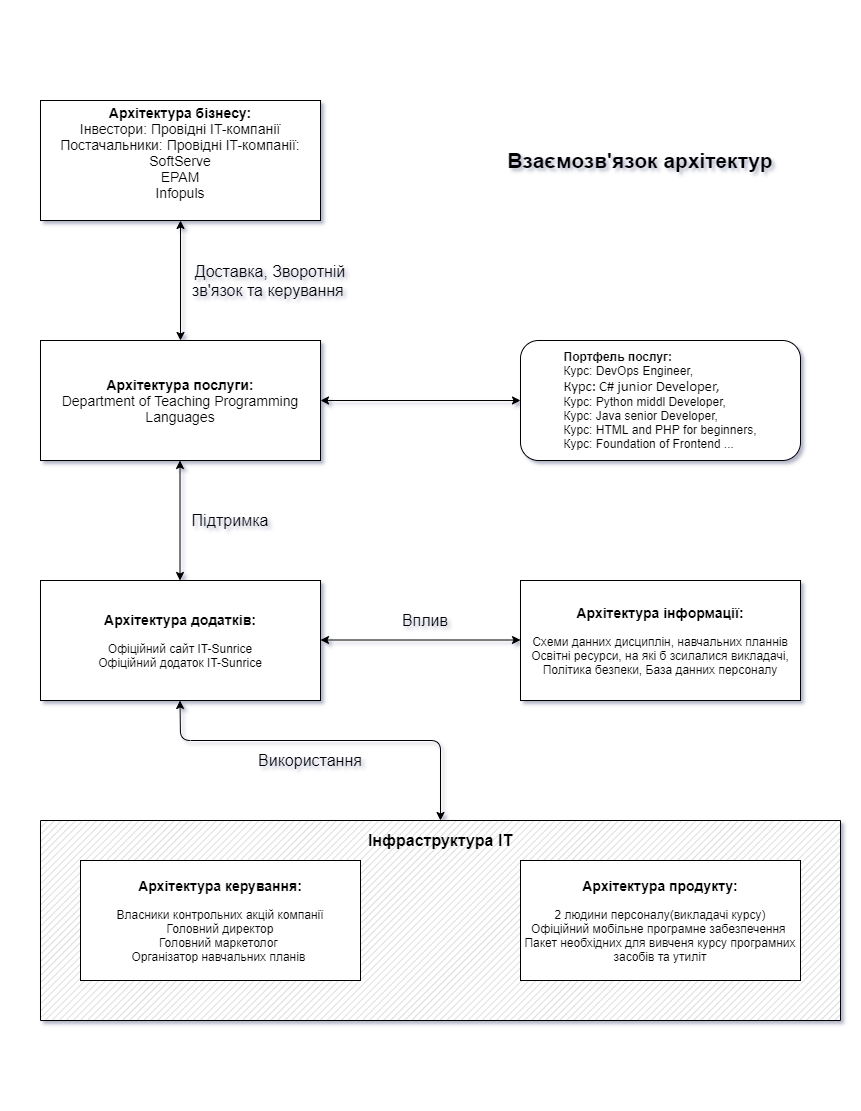 Архітектура бізнесу:
Інвестори: Провідні IT-компанії
Постачальники: Провідні IT-компанії:
SoftServe
EPAM
Infopuls
Взаємозв'язок архітектур
Доставка, Зворотній
зв'язок та керування
Архітектура послуги:
Department of Teaching Programming
Languages
Портфель послуг:
Курс: DevOps Engineer,
Курс: C# junior Developer,
Курс: Python middl Developer,
Курс: Java senior Developer,
Курс: HTML and PHP for beginners,
Курс: Foundation of Frontend ...
Підтримка
Архітектура додатків:
Офіційний сайт IT-Sunrice
Офіційний додаток IT-Sunrice
Вплив
Архітектура інформації:
Схеми данних дисциплін, навчальних планнів
Освітні ресурси, на які б зсилалися викладачі,
Політика безпеки, База данних персоналу
Використання
Інфраструктура IT
Архітектура керування:
Власники контрольних акцій компанії
Головний директор
Головний маркетолог
Організатор навчальних планів
Архітектура продукту:
2 людини персоналу(викладачі курсу)
Офіційний мобільне програмне забезпечення
Пакет необхідних для вивченя курсу програмних
засобів та утиліт